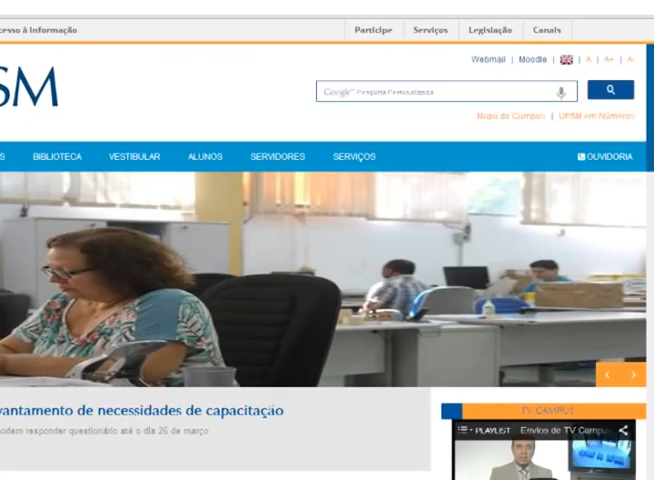 cesso à Informação
Participe Serviços Legislação Canais
Webmail | Moodle | A | A+ | A-
SM
Google™ Pesquisa Personalizada
Mapa do Campus | UFSM em Números
S BIBLIOTECA VESTIBULAR ALUNOS SERVIDORES SERVIÇOS OUVIDORIA
vantamento de necessidades de capacitação
odem responder questionário até o dia 26 de março
TV CAMPUS
PLAYLIST Envios de TV Campus